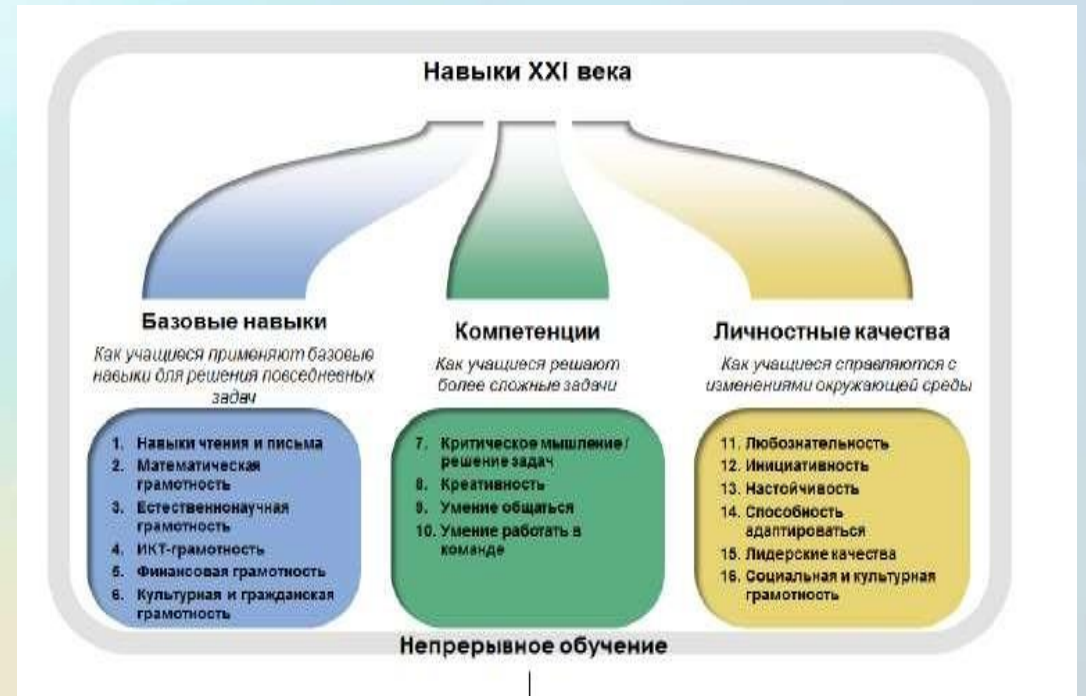 Навыки XXI века
Базовые навыки
Как учащиеся применяют базовые
навыки для решения повседневных
задач
1. Навыки чтения и письма
2. Математическая
грамотность
3. Естественнонаучная
грамотность
4. ИКТ-грамотность
5. Финансовая грамотность
6. Культурная и гражданская
грамотность
Компетенции
Как учащиеся решают
более сложные задачи
7. Критическое мышление/
решение задач
8. Креативность
9. Умение общаться
10. Умение работать в
команде
Личностные качества
Как учащиеся справляются с
изменениями окружающей среды
11. Любознательность
12. Инициативность
13. Настойчивость
14. Способность
адаптироваться
15. Лидерские качества
16. Социальная и культурная
грамотность
Непрерывное обучение